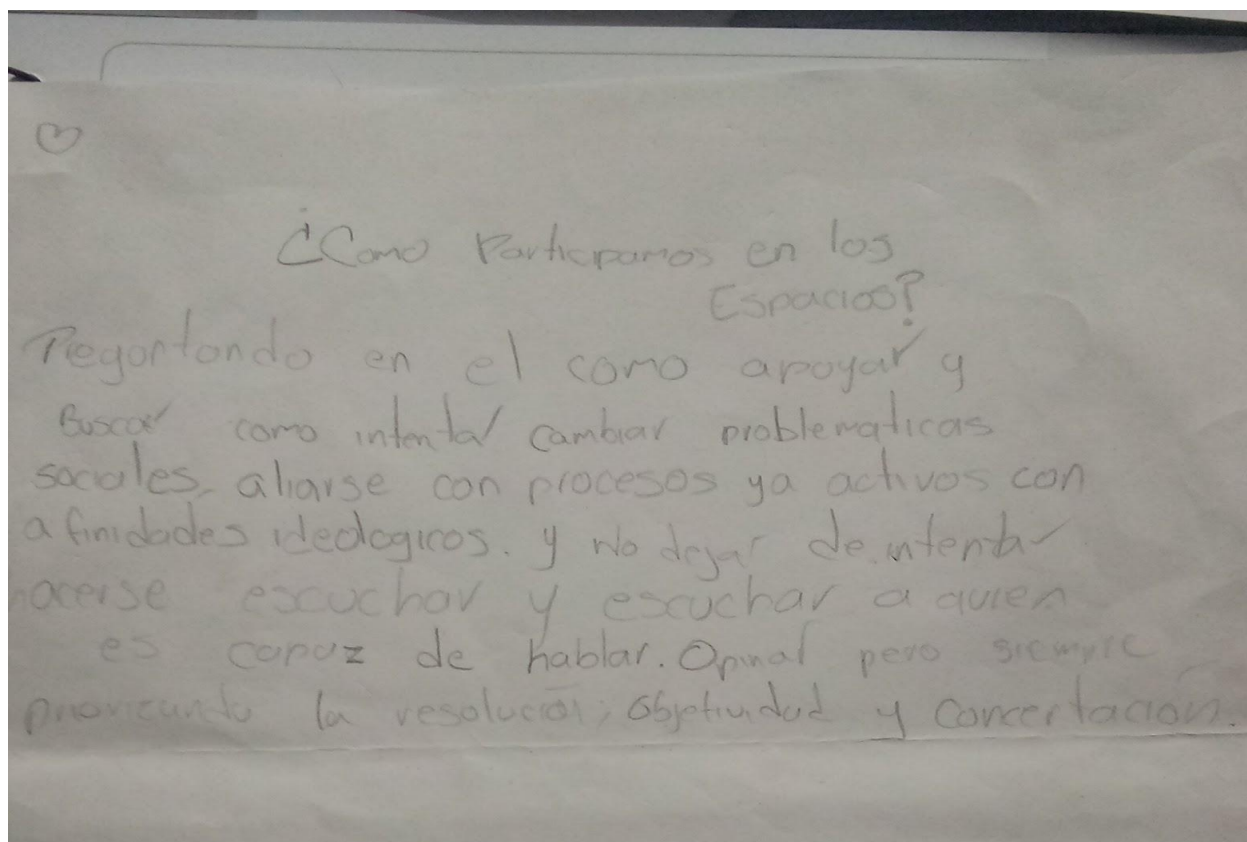 ¿Como Participamos en los
Espacios?
Pregontondo en el como apoyar y
Buscar como intentar cambiar problematicas
sociales, aliarse con procesos ya activos con
afinidades ideologicos. y No dejar de intentar
hacerse escuchar y escuchar a quien
es capaz de hablar. Opinar pero siempre
priorizando la resolución, objetividad y concertación.